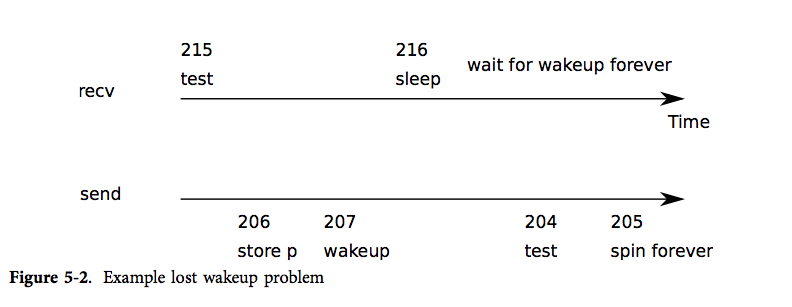 215
216
test
sleep
wait for wakeup forever
recv
Time
send
206
207
204
205
store p
wakeup
test
spin forever
Figure 5-2. Example lost wakeup problem